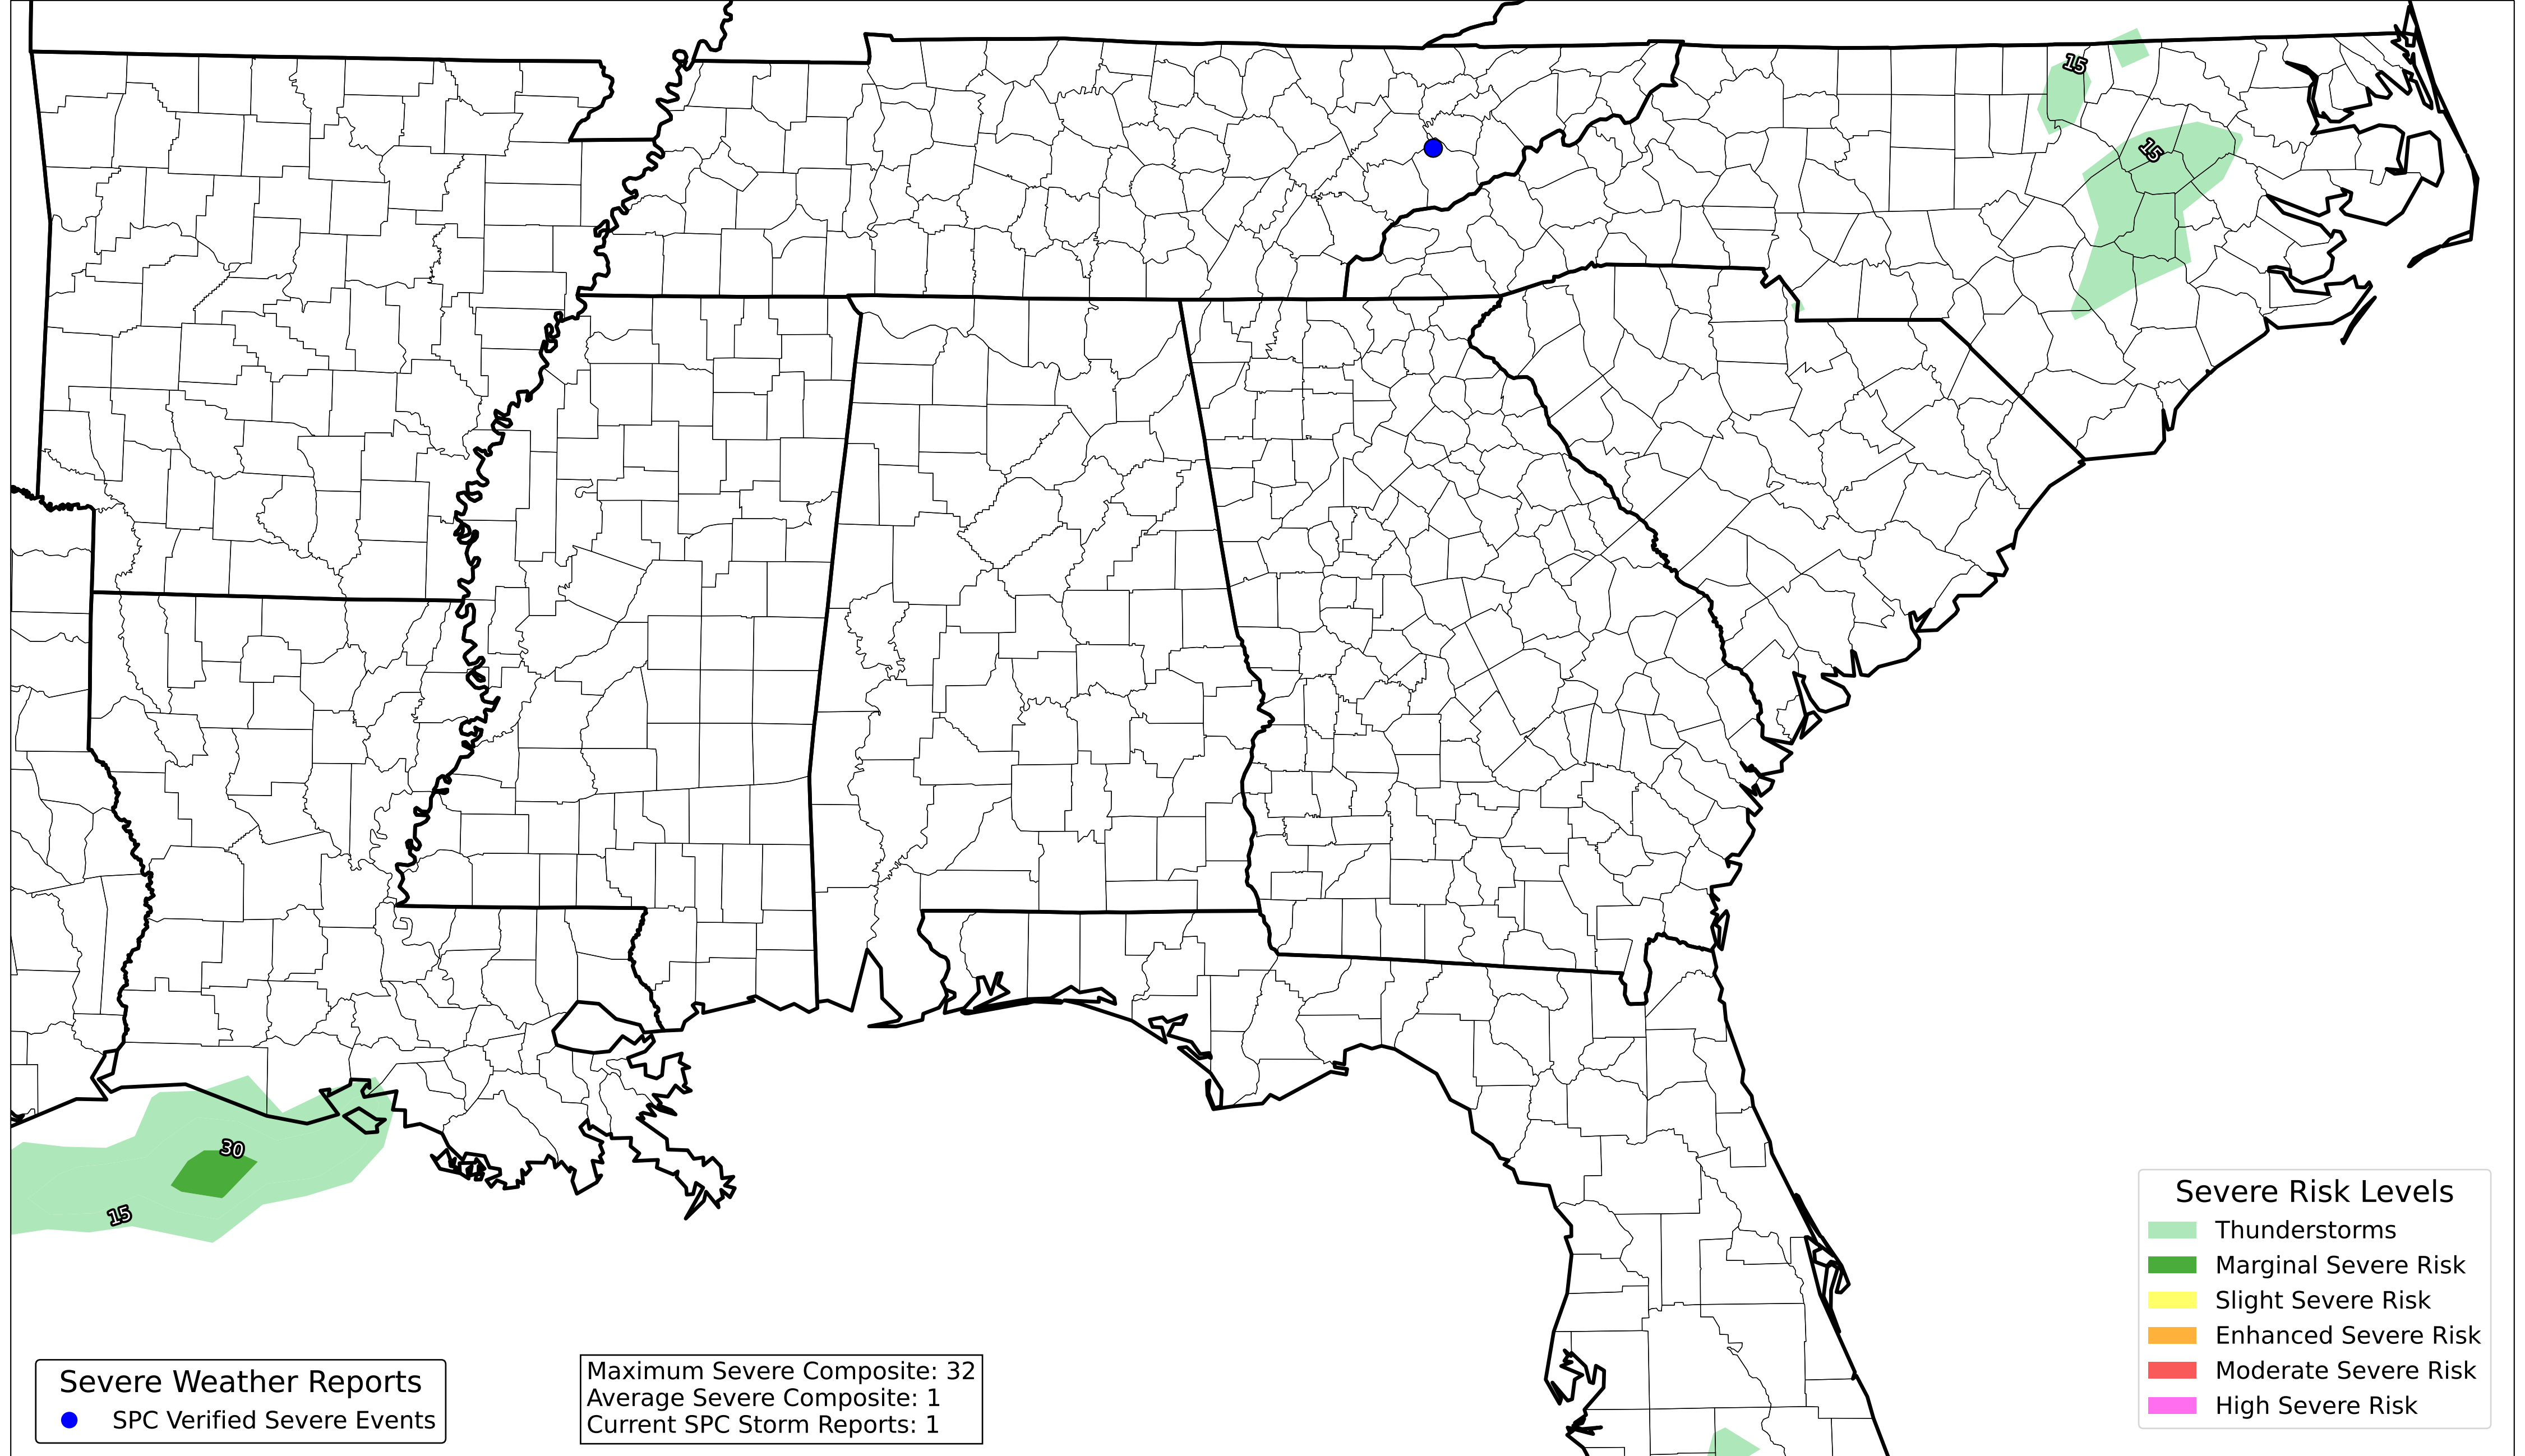 15
15
30
15
Severe Weather Reports
SPC Verified Severe Events
Maximum Severe Composite: 32
Average Severe Composite: 1
Current SPC Storm Reports: 1
Severe Risk Levels
Thunderstorms
Marginal Severe Risk
Slight Severe Risk
Enhanced Severe Risk
Moderate Severe Risk
High Severe Risk